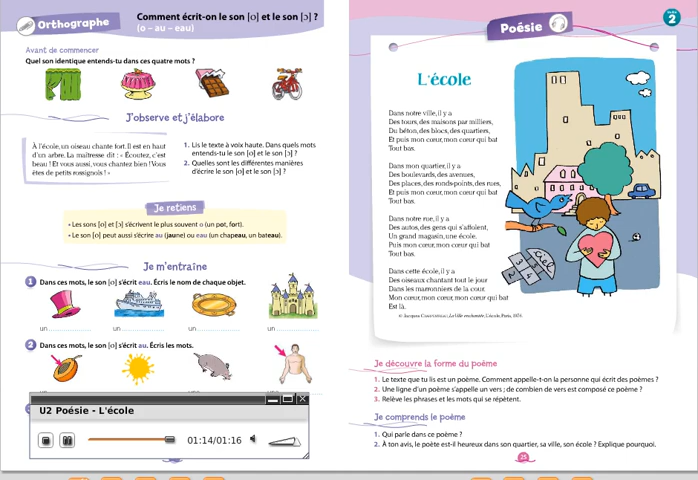 Orthographe
Comment écrit-on le son [o] et le son [ɔ] ?
(o – au – eau)
Avant de commencer
Quel son identique entends-tu dans ces quatre mots ?
J'observe et j'élabore
À l'école, un oiseau chante fort. Il est en haut
d'un arbre. La maîtresse dit : « Écoutez, c'est
beau ! Et vous aussi, vous chantez bien ! Vous
êtes de petits rossignols ! »
1. Lis le texte à voix haute. Dans quels mots
entends-tu le son [o] et le son [ɔ] ?
2. Quelles sont les différentes manières
d'écrire le son [o] et le son [ɔ] ?
Je retiens
• Les sons [o] et [ɔ] s'écrivent le plus souvent o (un pot, fort).
• Le son [o] peut aussi s'écrire au (jaune) ou eau (un chapeau, un bateau).
Je m'entraîne
1 Dans ces mots, le son [o] s'écrit eau. Écris le nom de chaque objet.
un
un
un
un
2 Dans ces mots, le son [o] s'écrit au. Écris les mots.
U2 Poésie - L'école
01:14/01:16
Poésie
2
L'école
Dans notre ville, il y a
Des tours, des maisons par milliers,
Du béton, des blocs, des quartiers,
Et puis mon cœur, mon cœur qui bat
Tout bas.
Dans mon quartier, il y a
Des boulevards, des avenues,
Des places, des ronds-points, des rues,
Et puis mon cœur, mon cœur qui bat
Tout bas.
Dans notre rue, il y a
Des autos, des gens qui s'affolent,
Un grand magasin, une école.
Puis mon cœur, mon cœur qui bat
Tout bas.
Dans cette école, il y a
Des oiseaux chantant tout le jour
Dans les marronniers de la cour.
Mon cœur, mon cœur, mon cœur qui bat
Est là.
Ciel
Je découvre la forme du poème
1. Le texte que tu lis est un poème. Comment appelle-t-on la personne qui écrit des poèmes ?
2. Une ligne d'un poème s'appelle un vers ; de combien de vers est composé ce poème ?
3. Relève les phrases et les mots qui se répètent.
Je comprends le poème
1. Qui parle dans ce poème ?
2. À ton avis, le poète est-il heureux dans son quartier, sa ville, son école ? Explique pourquoi.
25